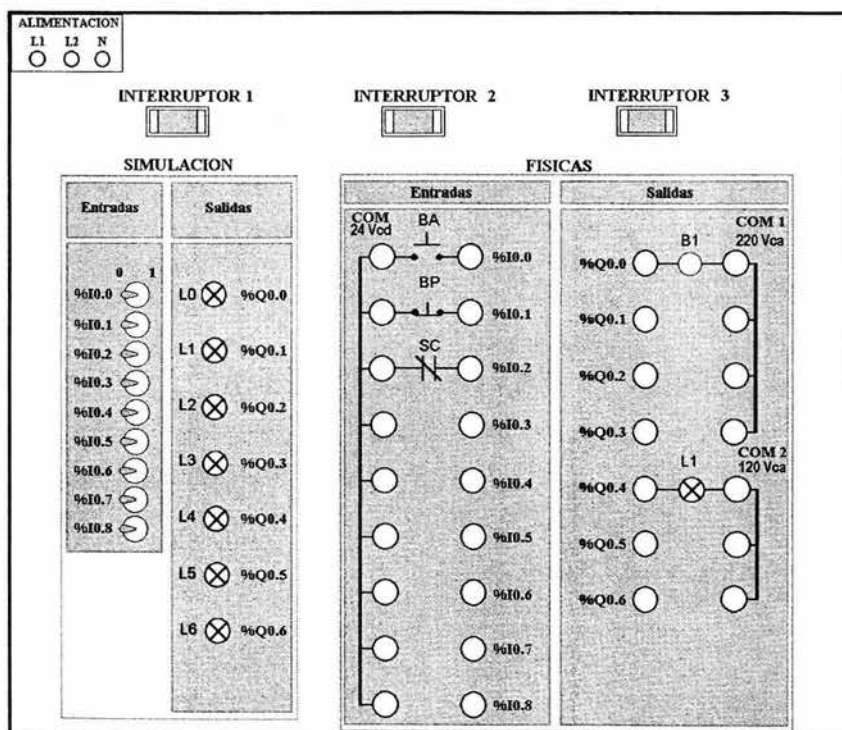 ALIMENTACION
L1 L2 N
INTERRUPTOR 1
INTERRUPTOR 2
INTERRUPTOR 3
SIMULACION
FISICAS
Entradas
Salidas
0 1
%I0.0
%I0.1
%I0.2
%I0.3
%I0.4
%I0.5
%I0.6
%I0.7
%I0.8
L0 %Q0.0
L1 %Q0.1
L2 %Q0.2
L3 %Q0.3
L4 %Q0.4
L5 %Q0.5
L6 %Q0.6
Entradas
COM
24 Vcd
BA
%I0.0
BP
%I0.1
SC
%I0.2
%I0.3
%I0.4
%I0.5
%I0.6
%I0.7
%I0.8
Salidas
COM 1
220 Vca
B1
%Q0.0
%Q0.1
%Q0.2
%Q0.3
COM 2
120 Vca
L1
%Q0.4
%Q0.5
%Q0.6